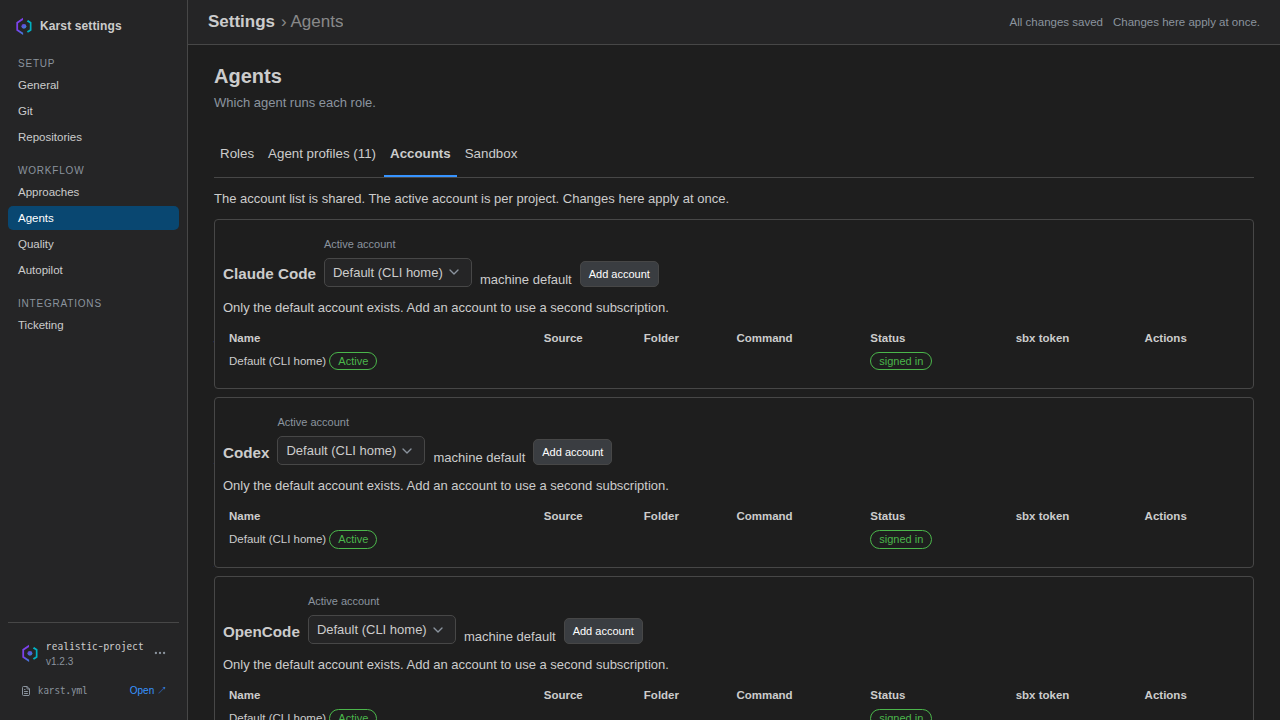 Karst settings
Settings › Agents
All changes saved Changes here apply at once.
SETUP
General
Git
Repositories
WORKFLOW
Approaches
Agents
Quality
Autopilot
INTEGRATIONS
Ticketing
realistic-project
v1.2.3
karst.yml
Open ↗
Agents
Which agent runs each role.
Roles Agent profiles (11) Accounts Sandbox
The account list is shared. The active account is per project. Changes here apply at once.
Active account
Claude Code Default (CLI home) machine default Add account
Only the default account exists. Add an account to use a second subscription.
Name Source Folder Command Status sbx token Actions
Default (CLI home) Active signed in
Active account
Codex Default (CLI home) machine default Add account
Only the default account exists. Add an account to use a second subscription.
Name Source Folder Command Status sbx token Actions
Default (CLI home) Active signed in
Active account
OpenCode Default (CLI home) machine default Add account
Only the default account exists. Add an account to use a second subscription.
Name Source Folder Command Status sbx token Actions
Default (CLI home) Active signed in